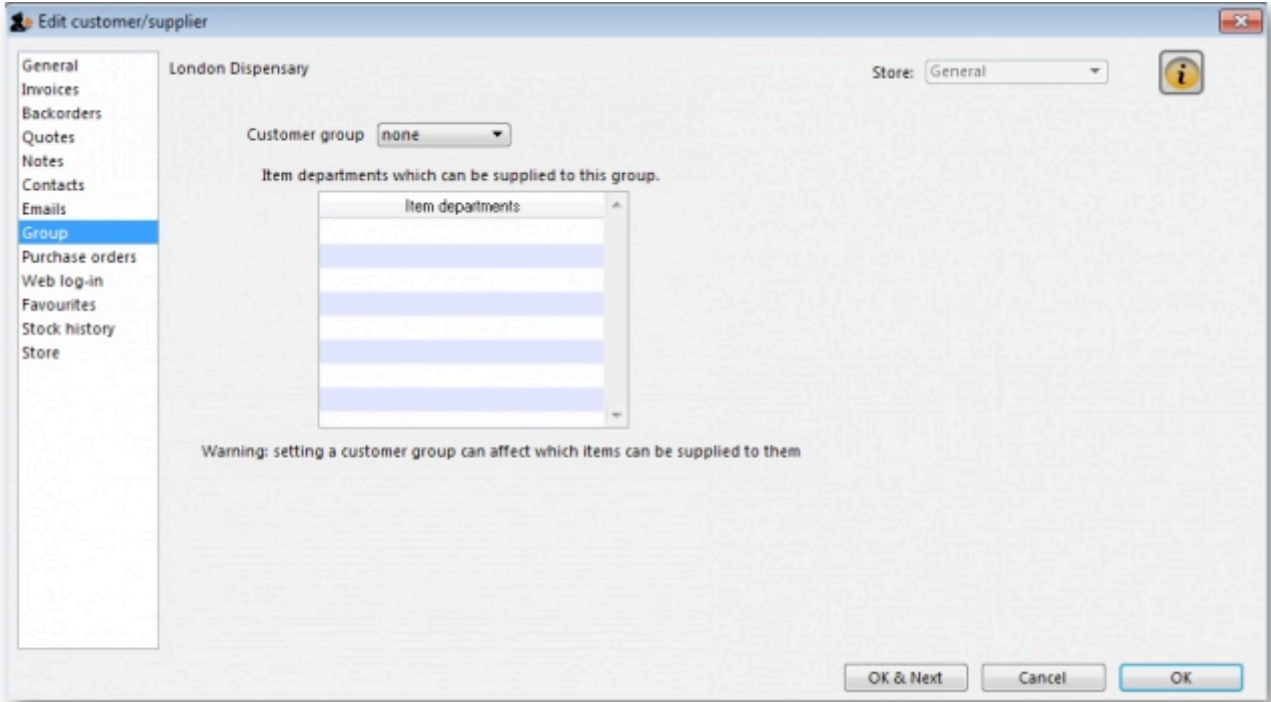 Edit customer/supplier
General
Invoices
Backorders
Quotes
Notes
Contacts
Emails
Group
Purchase orders
Web log-in
Favourites
Stock history
Store
London Dispensary
Store: General
Customer group none
Item departments which can be supplied to this group.
Item departments
Warning: setting a customer group can affect which items can be supplied to them
OK & Next
Cancel
OK